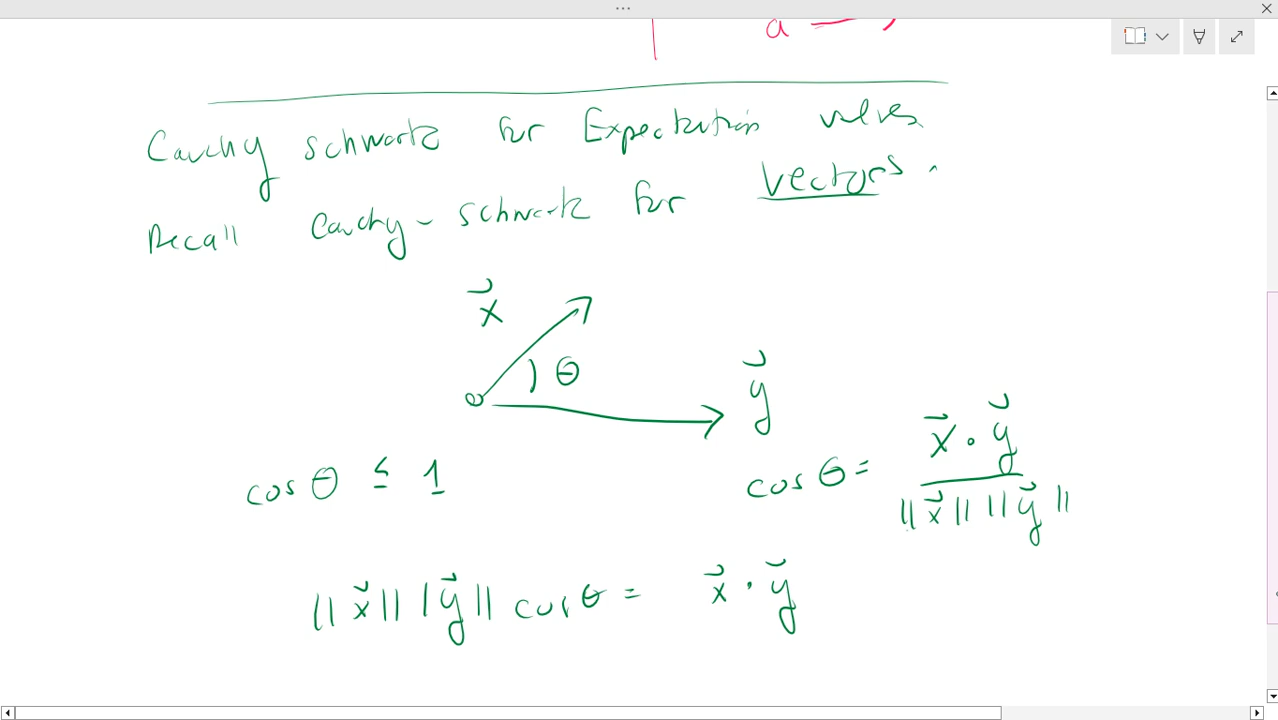 a
Cauchy schwartz for Expectation values
Recall Cauchy - schwartz for vectors.
x⃗
θ
y⃗
cos θ ≤ 1
cos θ = x⃗ · y⃗ / ||x⃗|| ||y⃗||
||x⃗|| |y⃗|| cos θ = x⃗ · y⃗